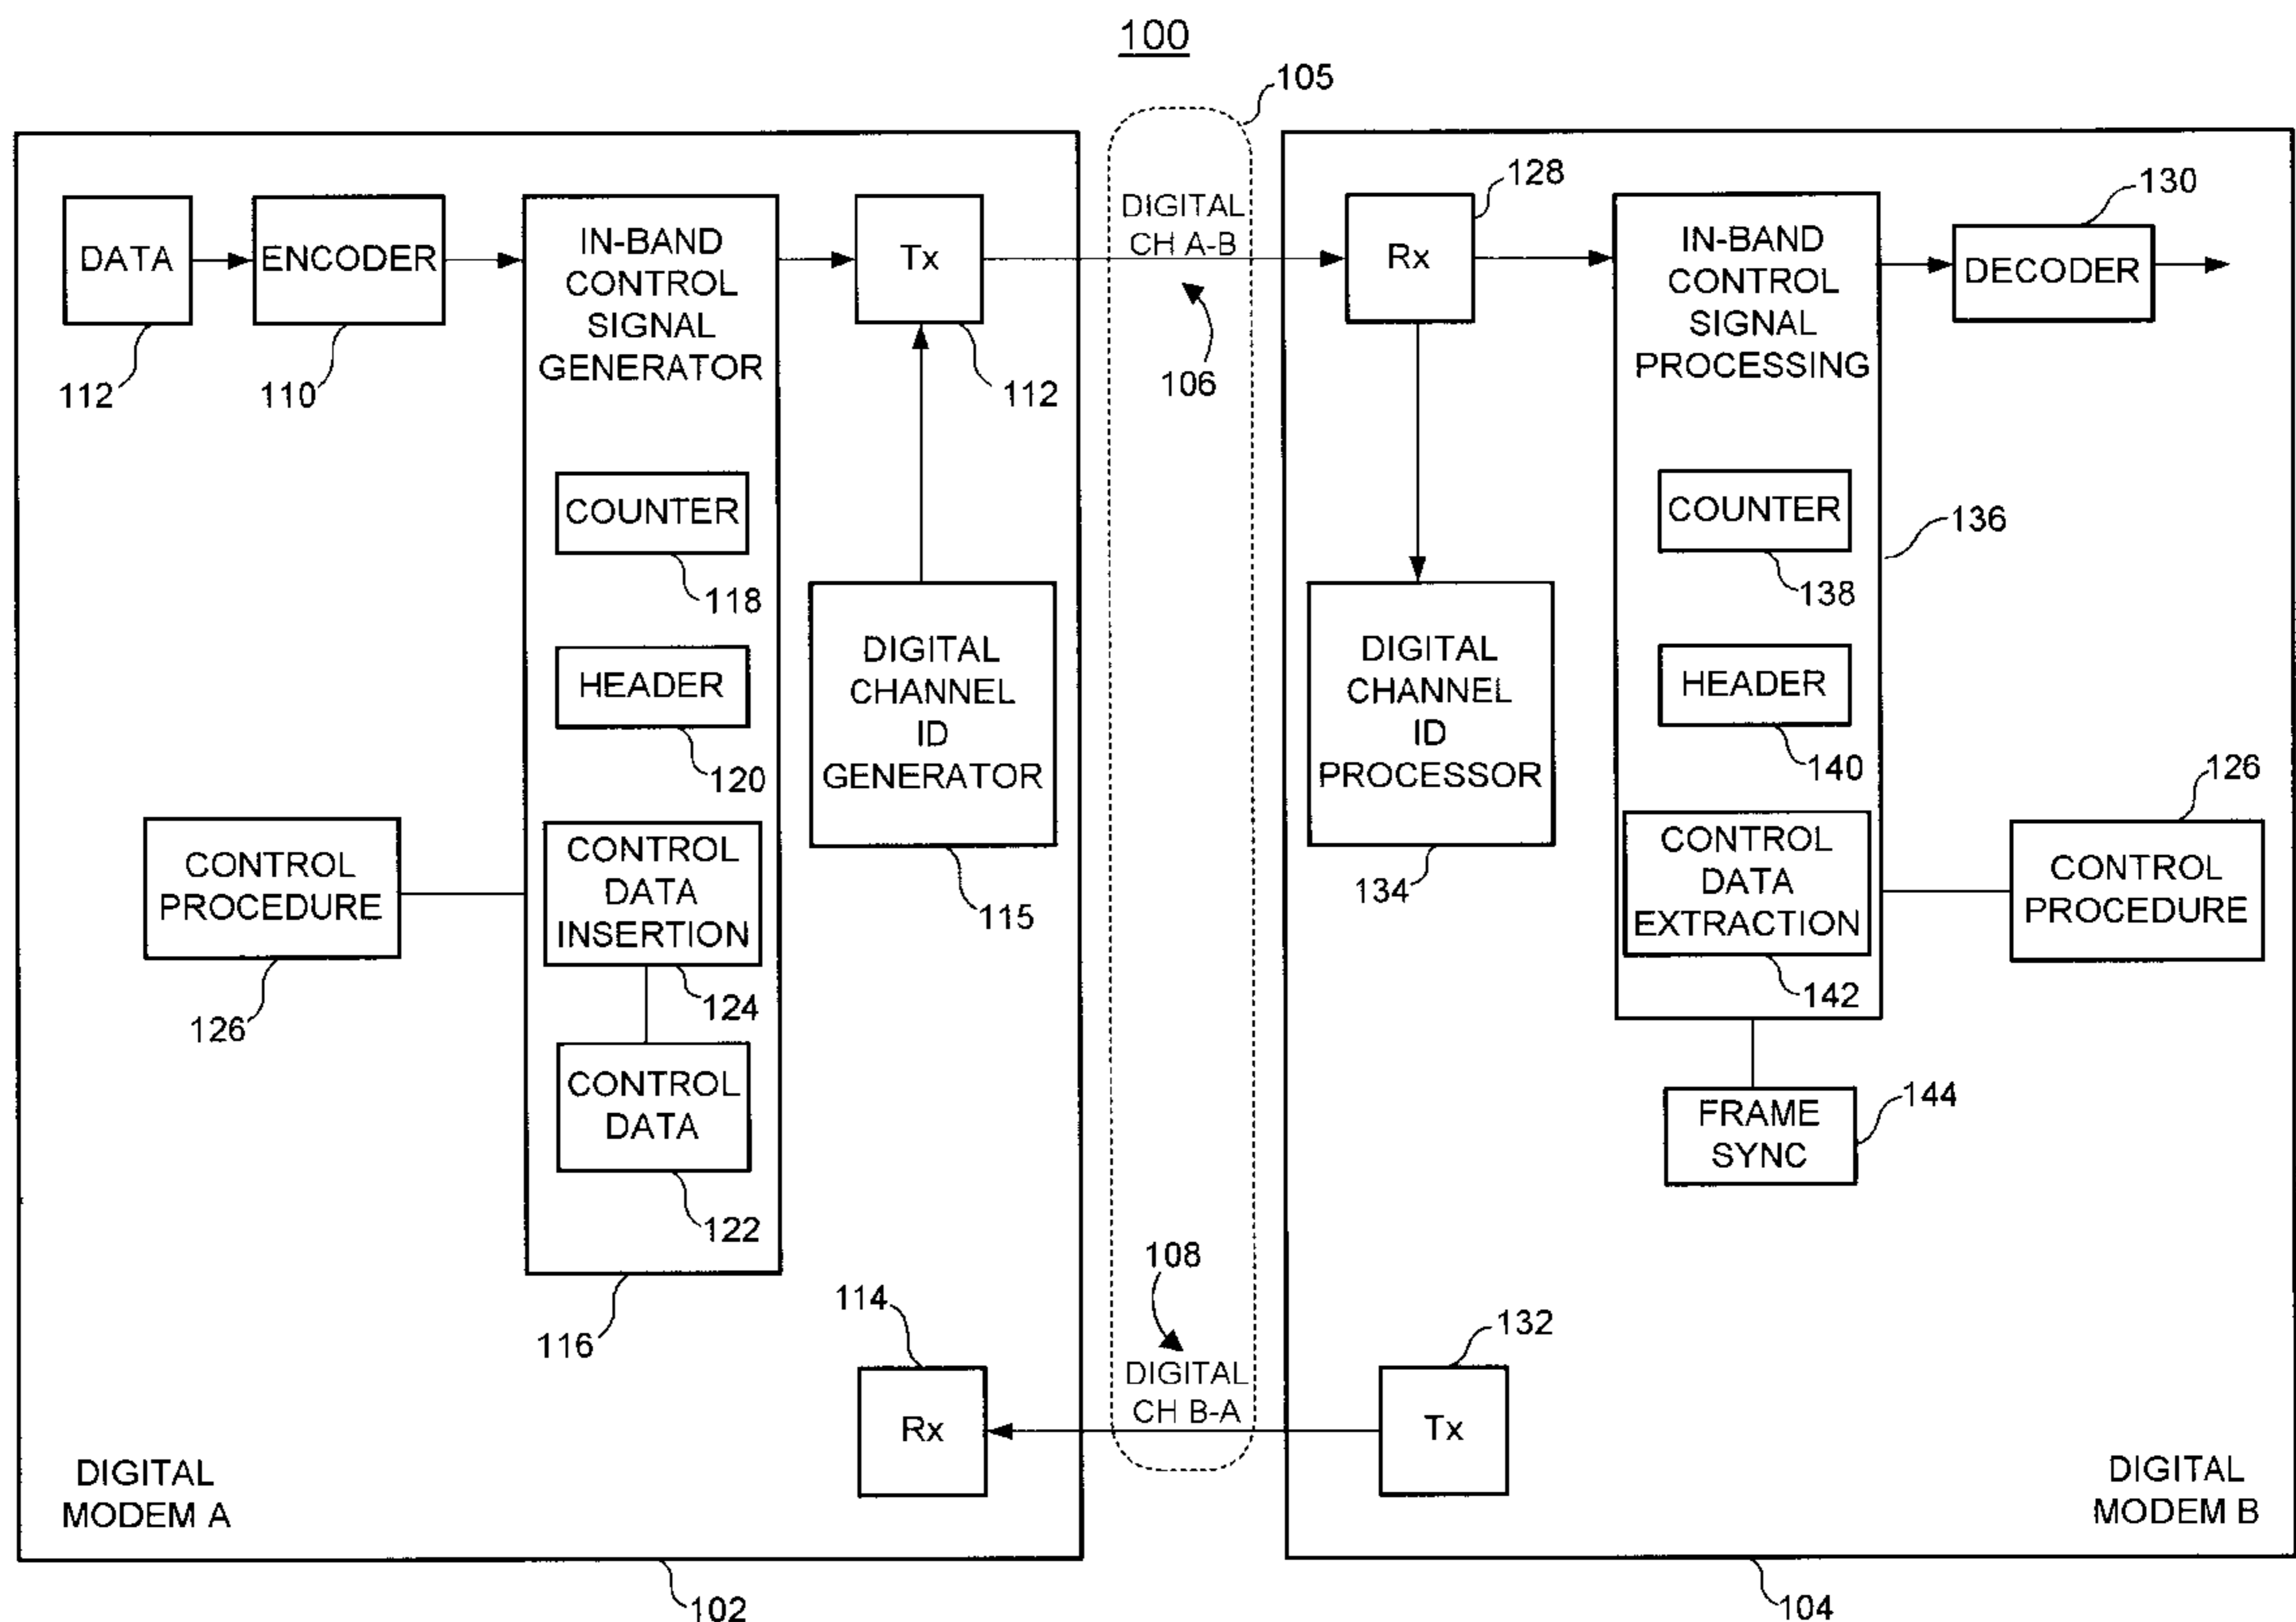 100
105
DATA
112
ENCODER
110
IN-BAND
CONTROL
SIGNAL
GENERATOR
Tx
112
DIGITAL
CH A-B
106
Rx
128
IN-BAND
CONTROL
SIGNAL
PROCESSING
DECODER
130
COUNTER
118
HEADER
120
CONTROL
DATA
INSERTION
124
CONTROL
DATA
122
116
CONTROL
PROCEDURE
126
DIGITAL
CHANNEL
ID
GENERATOR
115
DIGITAL
CHANNEL
ID
PROCESSOR
134
COUNTER
138
136
HEADER
140
CONTROL
DATA
EXTRACTION
142
CONTROL
PROCEDURE
126
FRAME
SYNC
144
114
Rx
108
DIGITAL
CH B-A
132
Tx
DIGITAL
MODEM A
102
DIGITAL
MODEM B
104